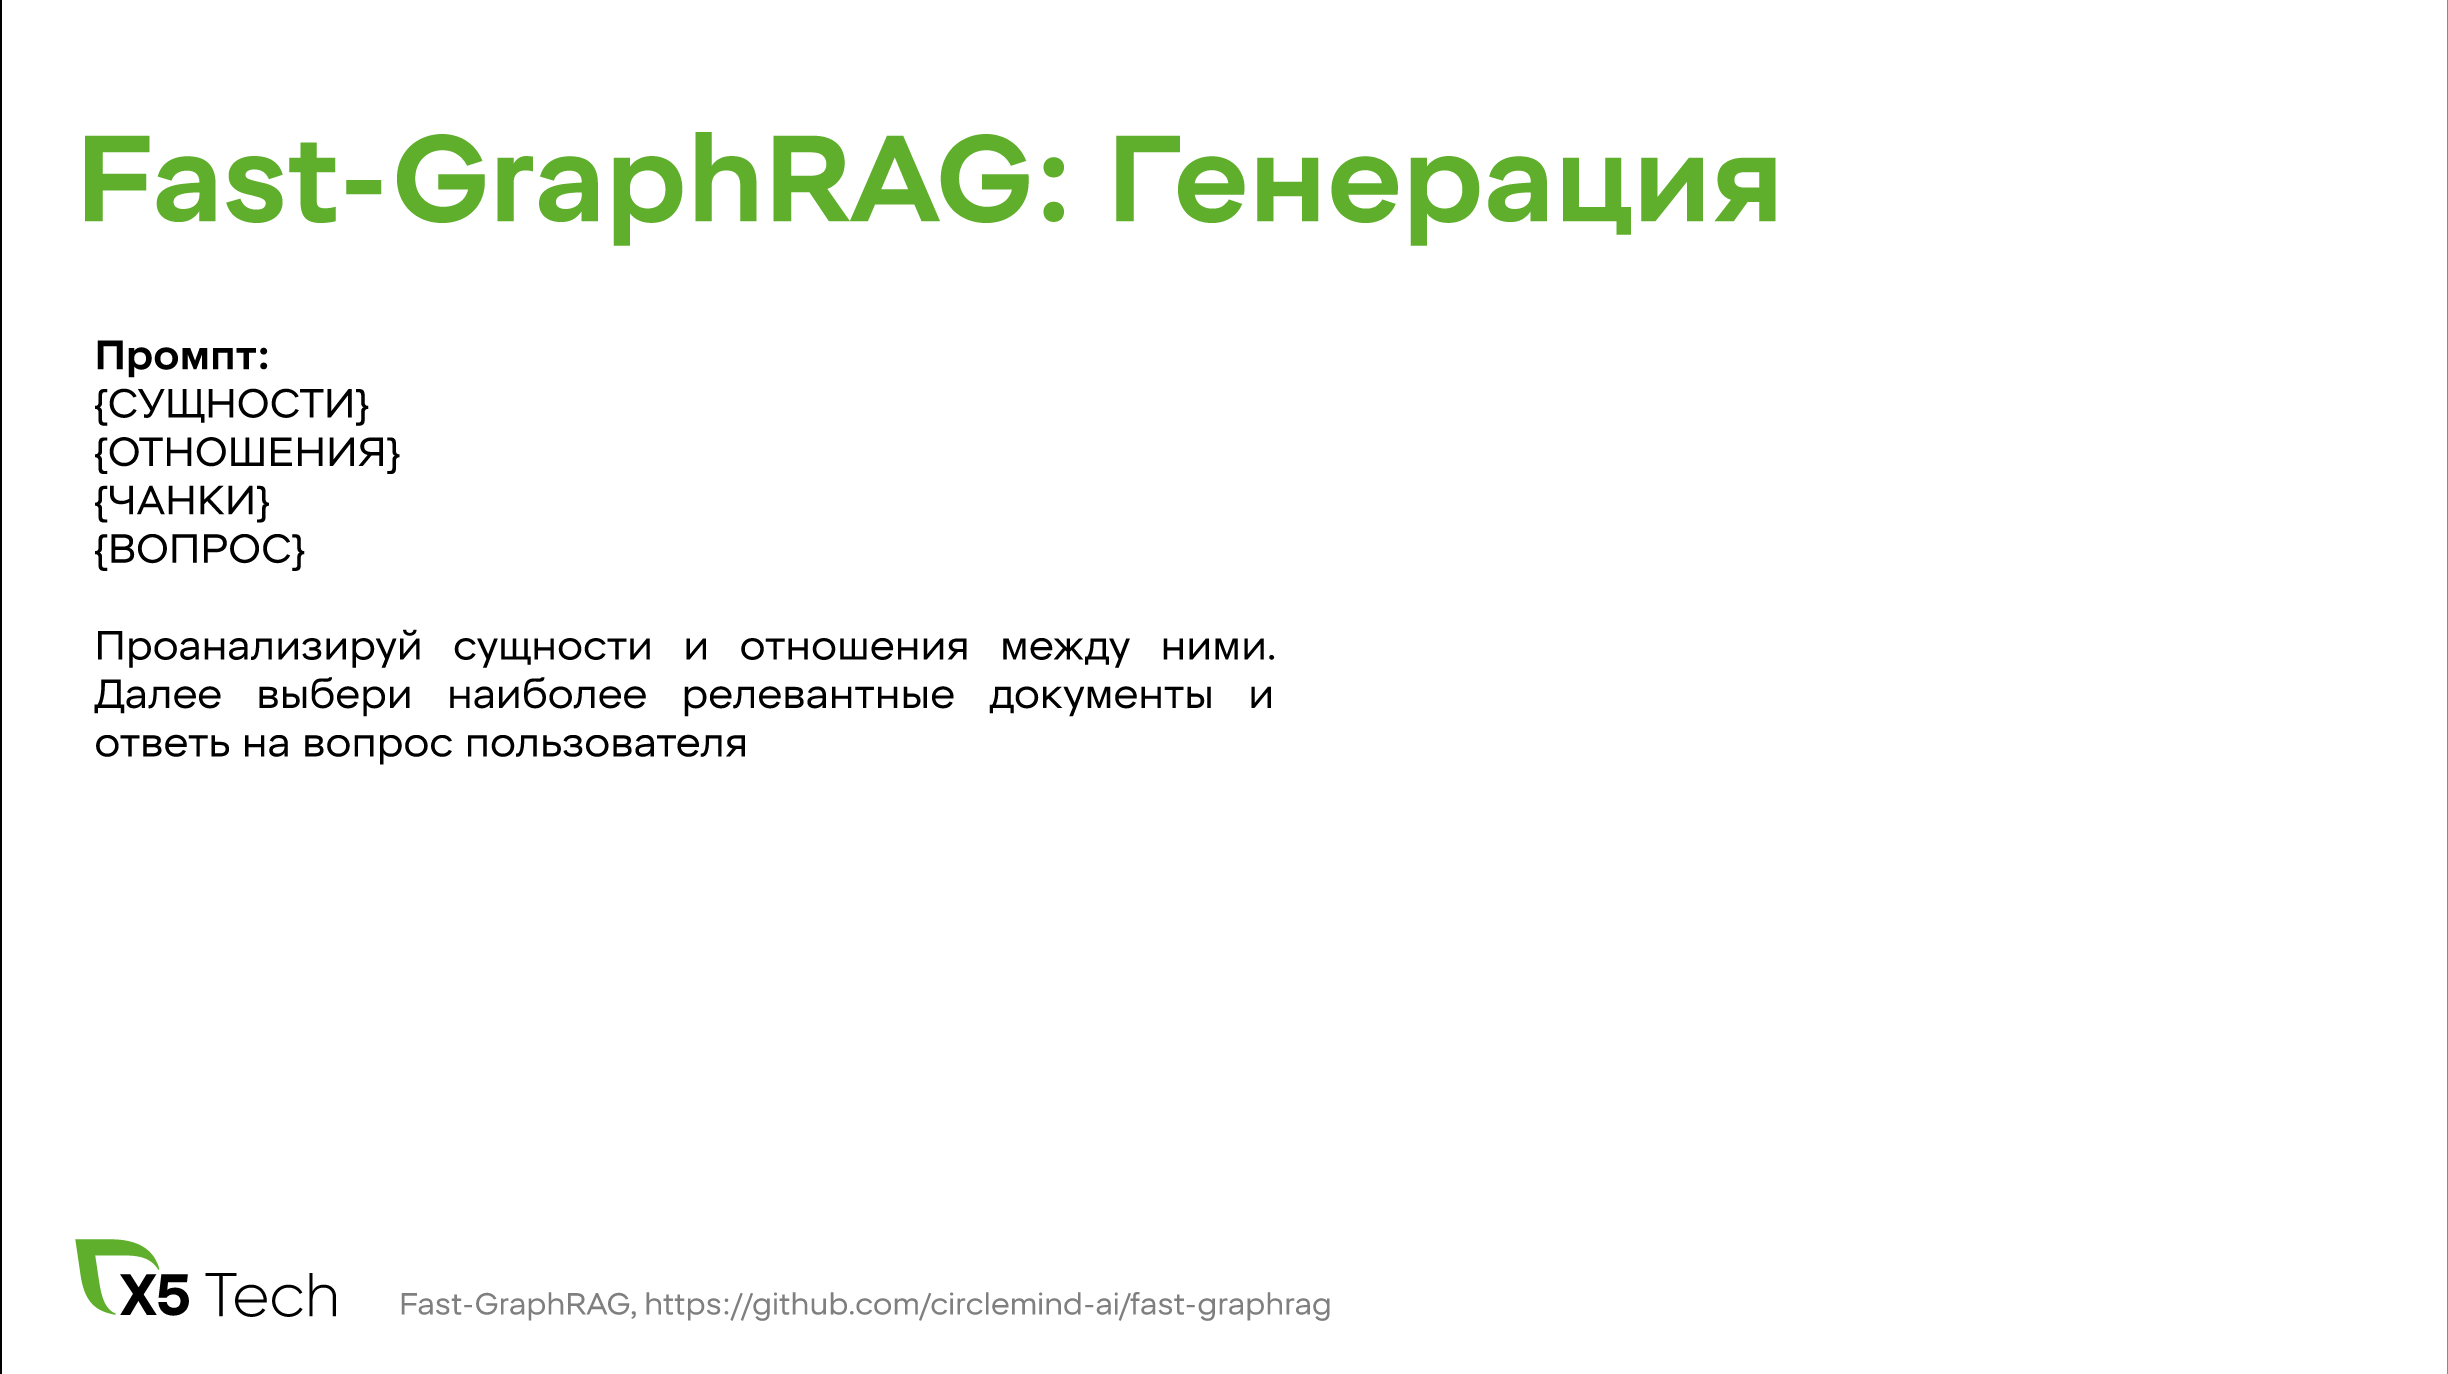 Fast-GraphRAG: Генерация
Промпт:
{СУЩНОСТИ}
{ОТНОШЕНИЯ}
{ЧАНКИ}
{ВОПРОС}
Проанализируй сущности и отношения между ними.
Далее выбери наиболее релевантные документы и
ответь на вопрос пользователя
X5 Tech
Fast-GraphRAG, https://github.com/circlemind-ai/fast-graphrag